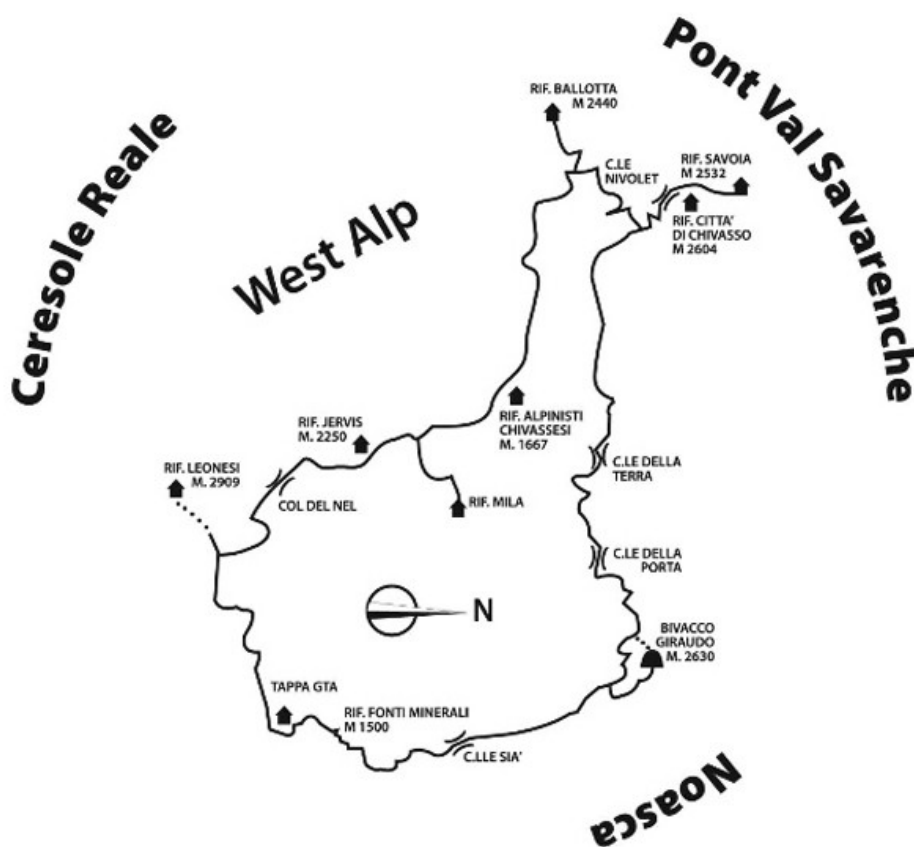 Pont Val Savarenche
RIF. BALLOTTA
M 2440
Ceresole Reale
C.LE
NIVOLET
RIF. SAVOIA
M 2532
RIF. CITTA'
DI CHIVASSO
M 2604
West Alp
RIF. JERVIS
M. 2250
RIF. ALPINISTI
CHIVASSESI
M. 1667
RIF. LEONESI
M. 2909
C.LE DELLA
TERRA
COL DEL NEL
RIF. MILA
C.LE DELLA
PORTA
N
BIVACCO
GIRAUDO
M. 2630
TAPPA GTA
RIF. FONTI MINERALI
M 1500
C.LLE SIA'
Noasca